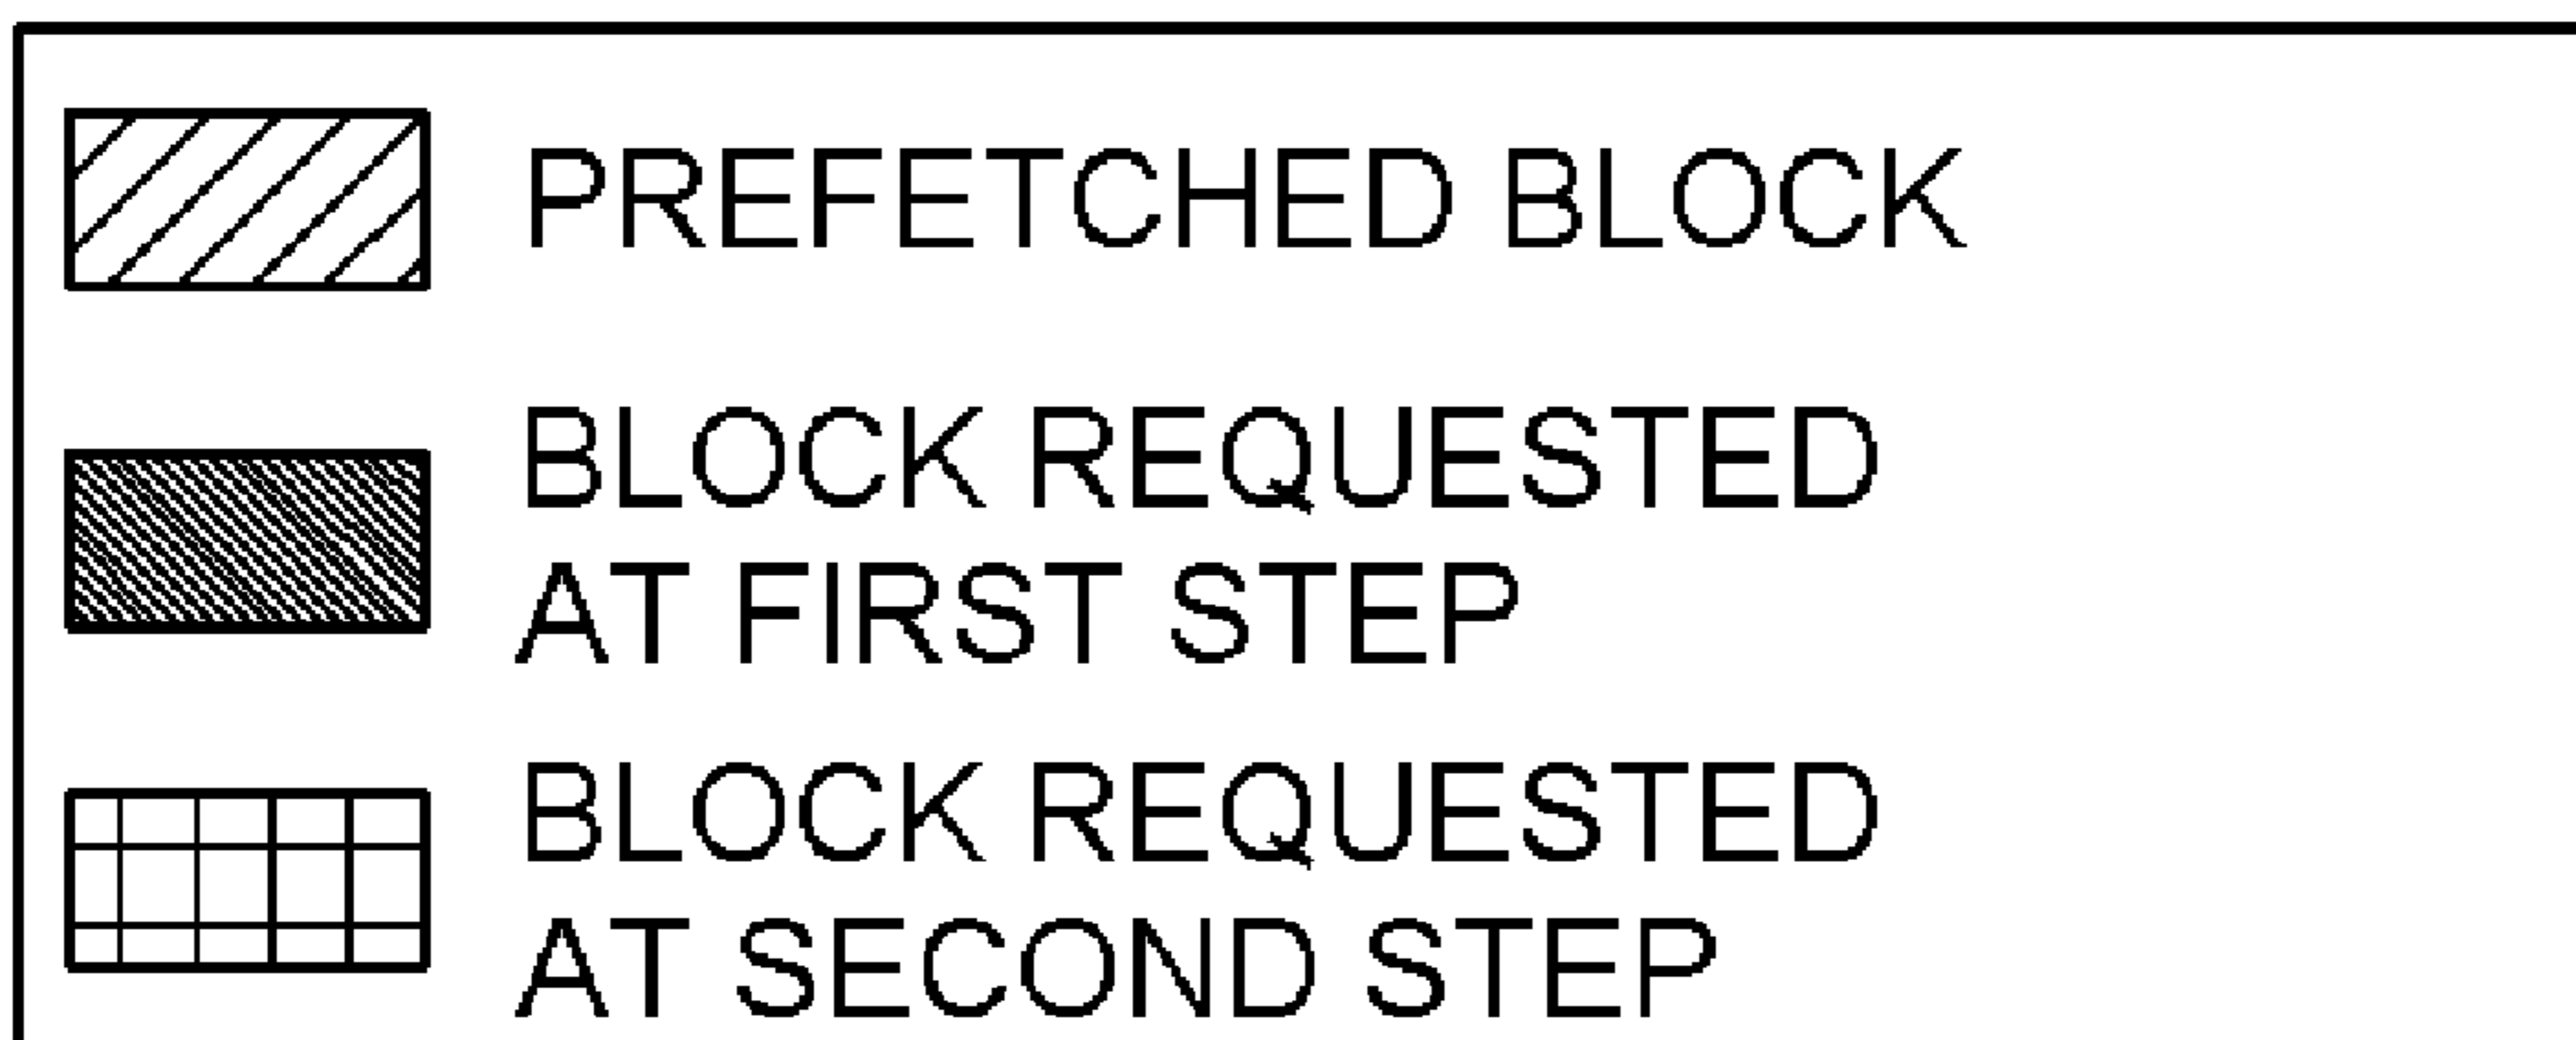 PREFETCHED BLOCK
BLOCK REQUESTED
AT FIRST STEP
BLOCK REQUESTED
AT SECOND STEP